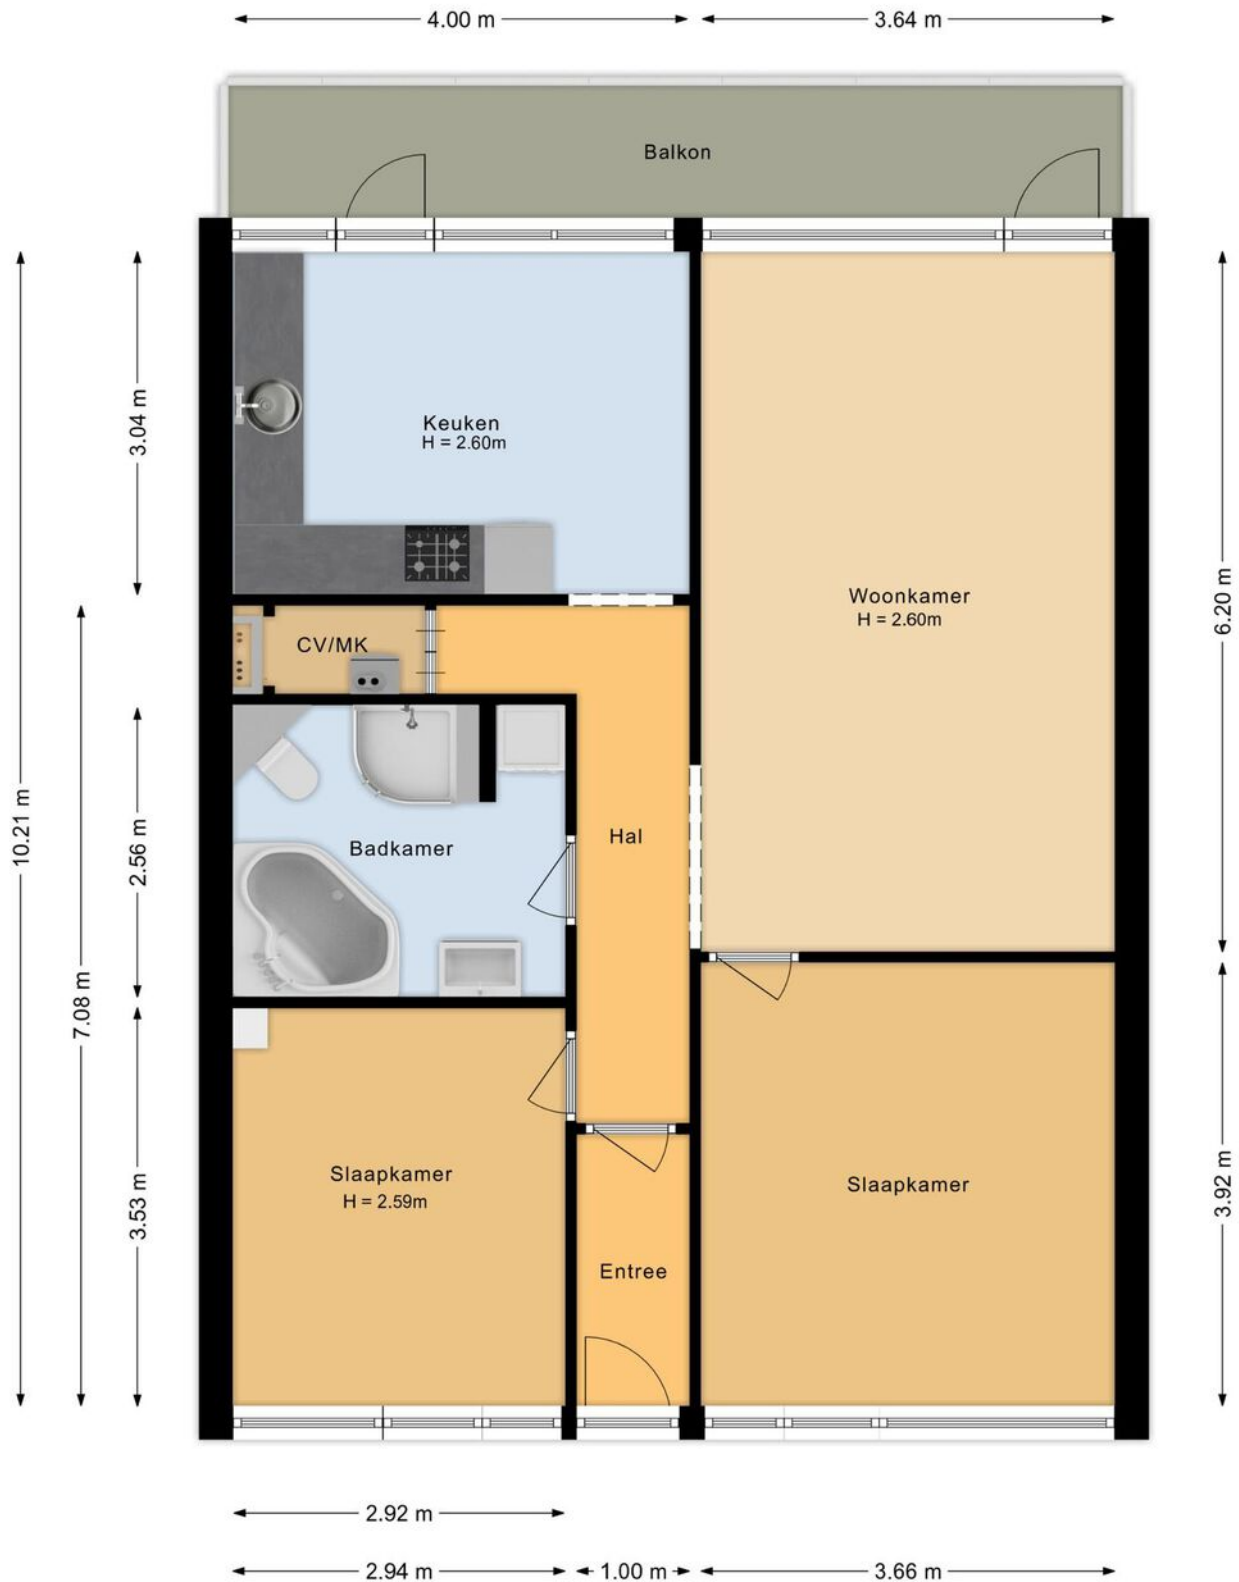 4.00 m
3.64 m
Balkon
3.04 m
Keuken
H = 2.60m
Woonkamer
H = 2.60m
6.20 m
CV/MK
10.21 m
2.56 m
Badkamer
Hal
7.08 m
3.53 m
Slaapkamer
H = 2.59m
Slaapkamer
3.92 m
Entree
2.92 m
2.94 m
1.00 m
3.66 m